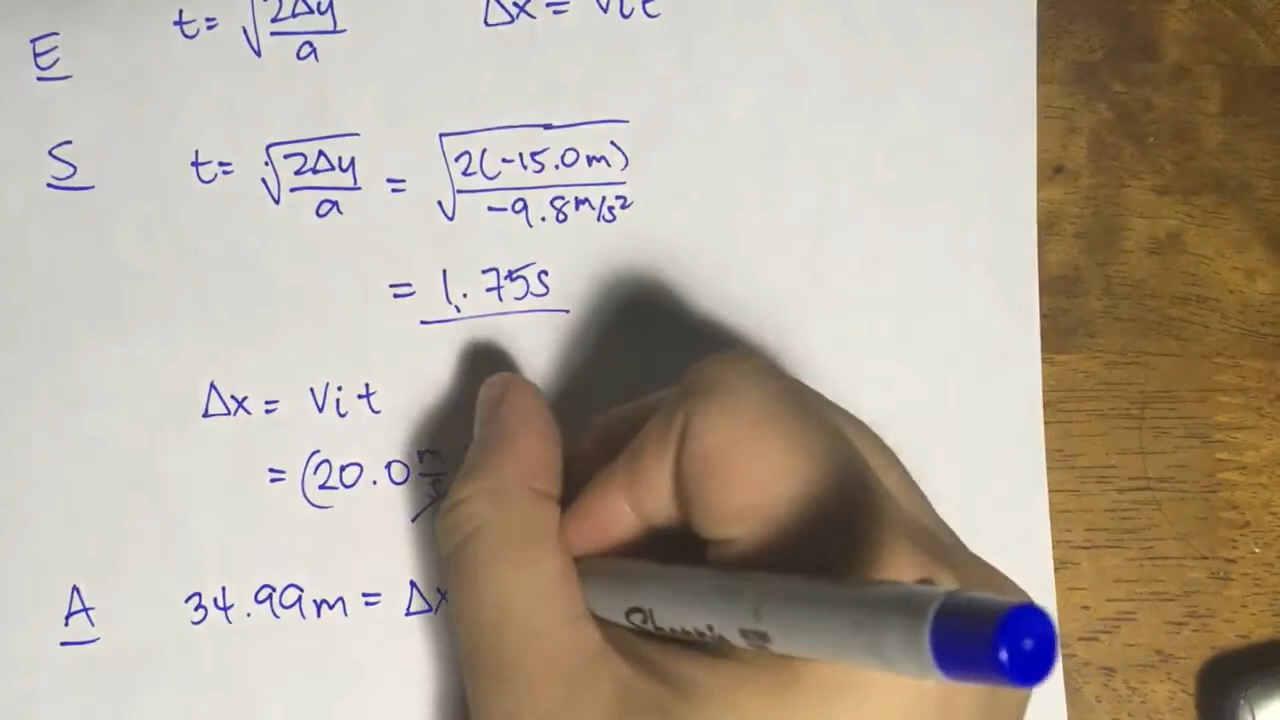 t= √2Δy/a Δx= Vit
E
S t= √2Δy/a = √2(-15.0m)/-9.8m/s²
= 1.75s
Δx= Vit
= (20.0 m/s
A 34.99m = Δx
Sharpie